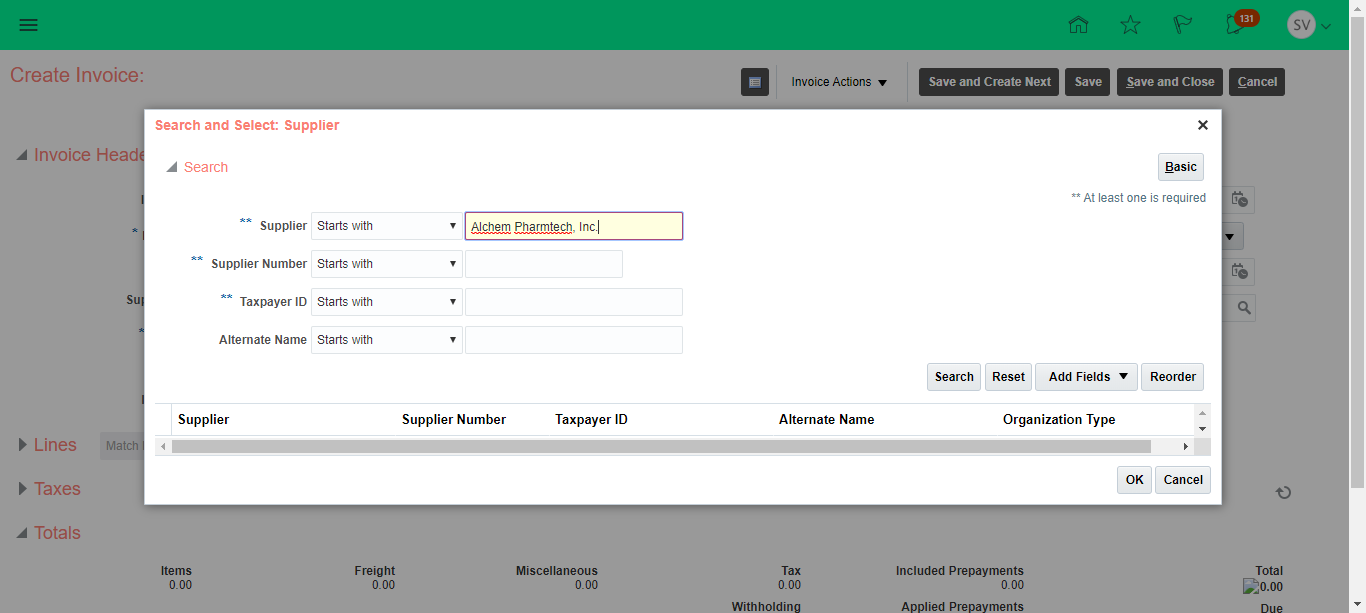 131
SV
Create Invoice:
Invoice Actions
Save and Create Next
Save
Save and Close
Cancel
Search and Select: Supplier
Invoice Heade
Search
Basic
** At least one is required
** Supplier Starts with Alchem Pharmtech, Inc.
*
** Supplier Number Starts with
** Taxpayer ID Starts with
Sup
*
Alternate Name Starts with
Search
Reset
Add Fields
Reorder
Supplier
Supplier Number
Taxpayer ID
Alternate Name
Organization Type
Lines
Match
OK
Cancel
Taxes
Totals
Items Freight Miscellaneous Tax Included Prepayments Total
0.00 0.00 0.00 0.00 0.00 0.00
Withholding Applied Prepayments Due